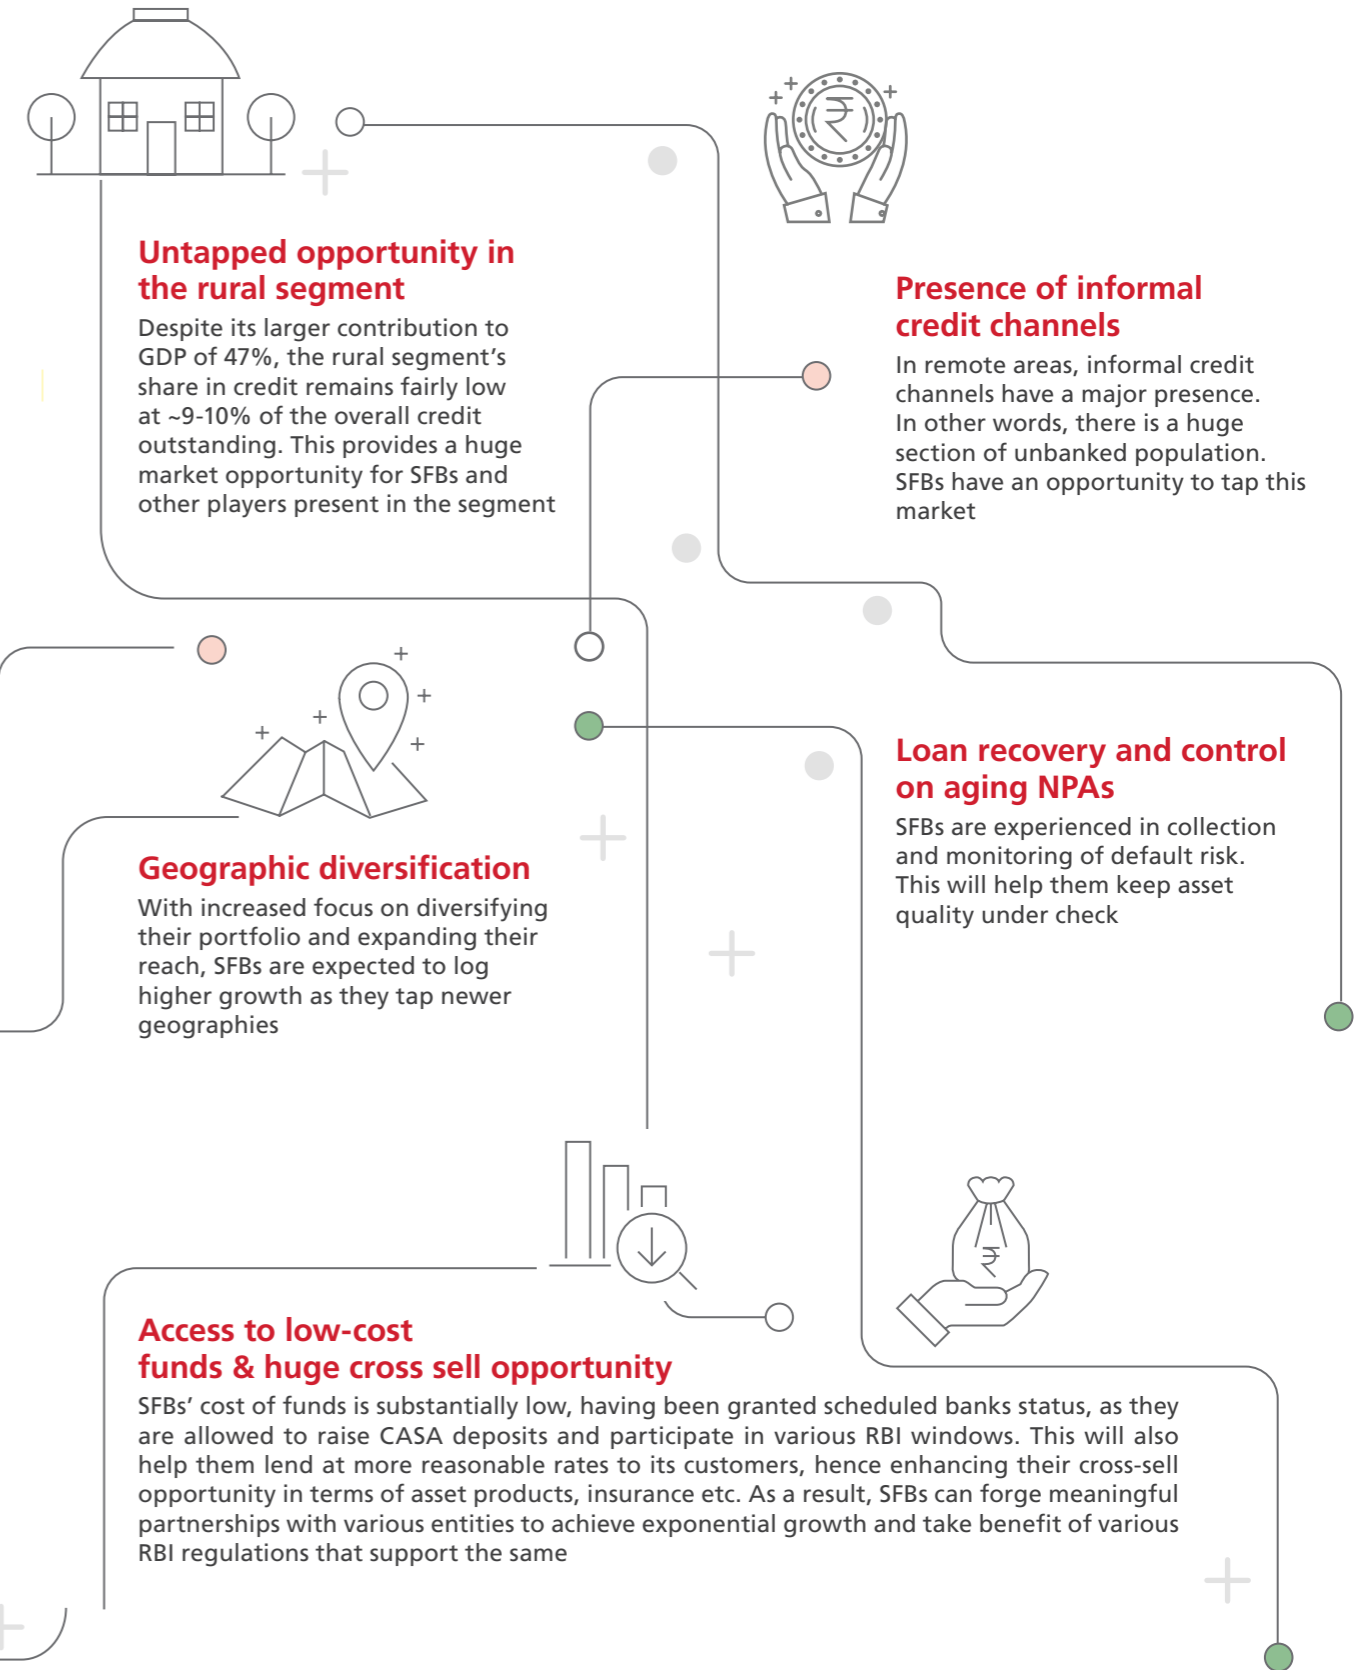 Untapped opportunity in
the rural segment
Despite its larger contribution to
GDP of 47%, the rural segment's
share in credit remains fairly low
at ~9-10% of the overall credit
outstanding. This provides a huge
market opportunity for SFBs and
other players present in the segment
₹
Presence of informal
credit channels
In remote areas, informal credit
channels have a major presence.
In other words, there is a huge
section of unbanked population.
SFBs have an opportunity to tap this
market
Geographic diversification
With increased focus on diversifying
their portfolio and expanding their
reach, SFBs are expected to log
higher growth as they tap newer
geographies
Loan recovery and control
on aging NPAs
SFBs are experienced in collection
and monitoring of default risk.
This will help them keep asset
quality under check
₹
Access to low-cost
funds & huge cross sell opportunity
SFBs' cost of funds is substantially low, having been granted scheduled banks status, as they
are allowed to raise CASA deposits and participate in various RBI windows. This will also
help them lend at more reasonable rates to its customers, hence enhancing their cross-sell
opportunity in terms of asset products, insurance etc. As a result, SFBs can forge meaningful
partnerships with various entities to achieve exponential growth and take benefit of various
RBI regulations that support the same